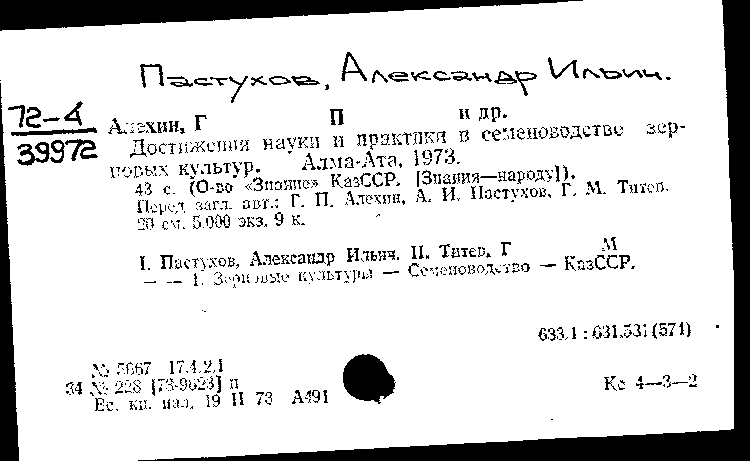 Пастухов, Александр Ильич.
72-4
39972
Алехин, Г П и др.
Достижения науки и практики в семеноводстве зер-
новых культур. Алма-Ата, 1973.
43 с. (О-во «Знание» КазССР. [Знания—народу]).
Перед загл. авт.: Г. П. Алехин, А. И. Пастухов, Г. М. Титев.
20 см. 5.000 экз. 9 к.
I. Пастухов, Александр Ильич. II. Титев, Г М
— — 1. Зерновые культуры — Семеноводство — КазССР.
633.1 : 631.531 (571)
№ 5667 17.4.2.1
34 № 228 [73-9623] п
Вс. кн. пал. 19 II 73 А491
Кс 4—3—2